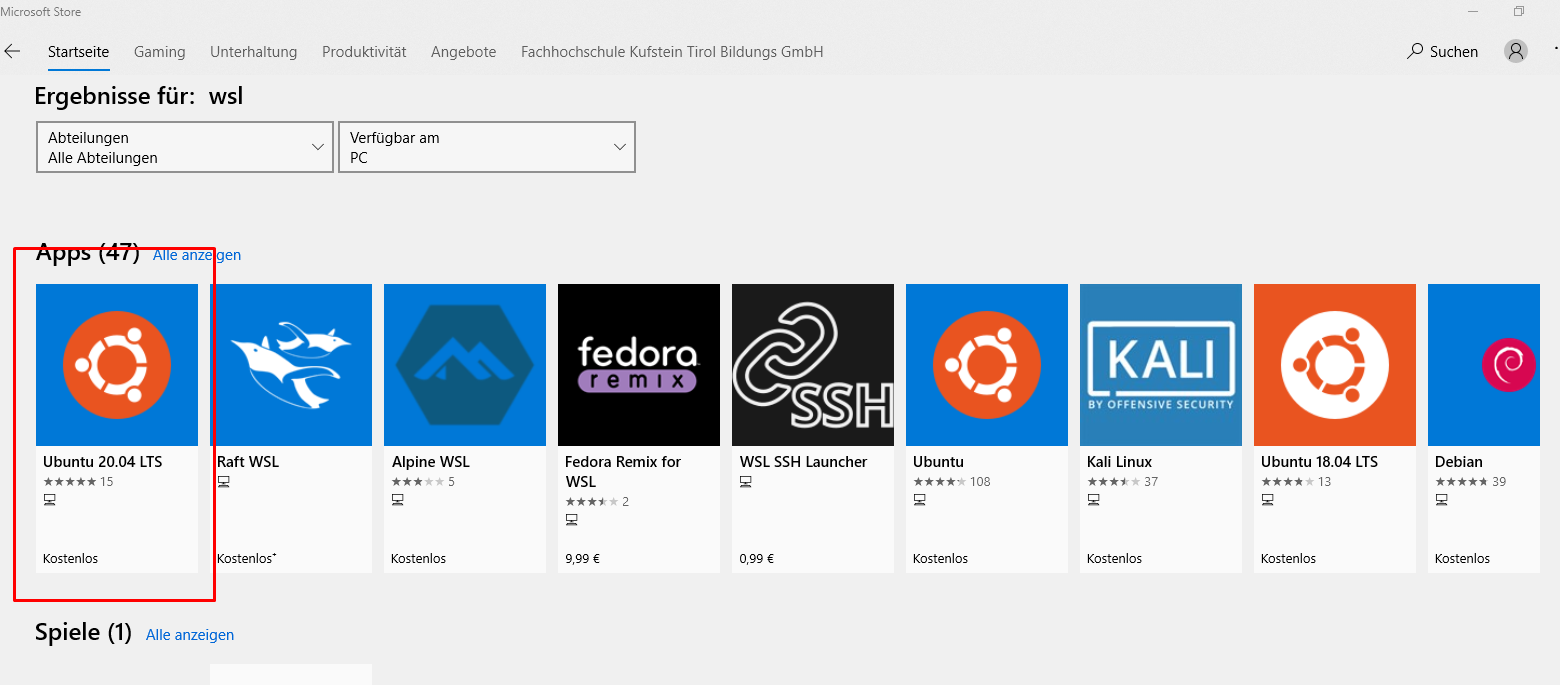 Microsoft Store
Startseite Gaming Unterhaltung Produktivität Angebote Fachhochschule Kufstein Tirol Bildungs GmbH Suchen
Ergebnisse für: wsl
Abteilungen
Alle Abteilungen
Verfügbar am
PC
Apps (47) Alle anzeigen
Ubuntu 20.04 LTS
15
Kostenlos
Raft WSL
Kostenlos+
Alpine WSL
5
Kostenlos
fedora
remix
Fedora Remix for
WSL
2
9,99 €
SSH
WSL SSH Launcher
0,99 €
Ubuntu
108
Kostenlos
KALI
BY OFFENSIVE SECURITY
Kali Linux
37
Kostenlos
Ubuntu 18.04 LTS
13
Kostenlos
Debian
39
Kostenlos
Spiele (1) Alle anzeigen